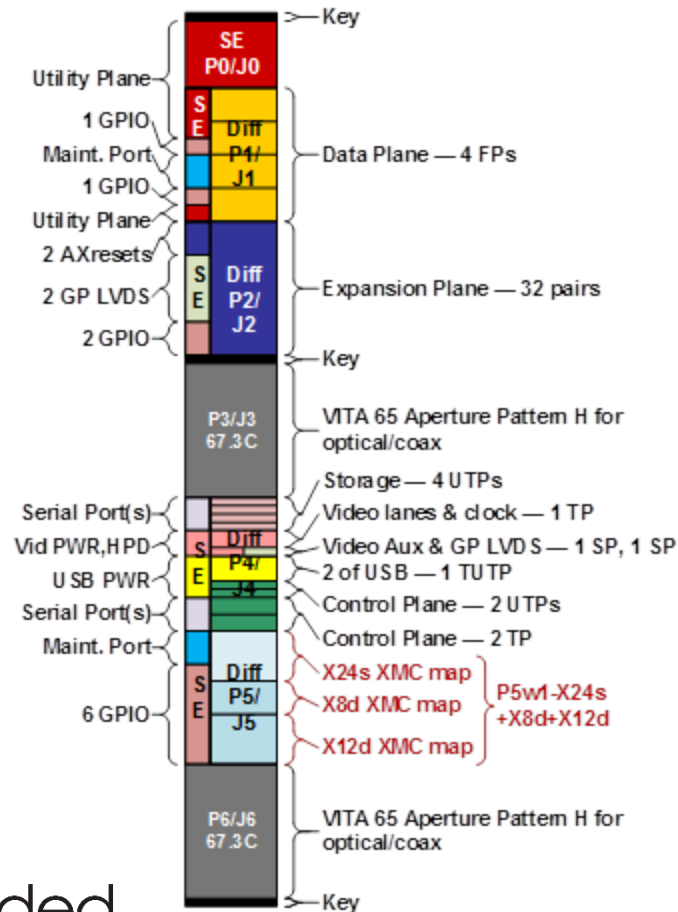 Key
SE
P0/J0
Utility Plane
1 GPIO
Maint. Port
1 GPIO
Utility Plane
S
E
Diff
P1/
J1
Data Plane — 4 FPs
2 AXresets
2 GP LVDS
2 GPIO
S
E
Diff
P2/
J2
Expansion Plane — 32 pairs
Key
P3/J3
67.3C
VITA 65 Aperture Pattern H for
optical/coax
Serial Port(s)
Vid PWR,HPD
USB PWR
Serial Port(s)
S
E
Diff
P4/
J4
Storage — 4 UTPs
Video lanes & clock — 1 TP
Video Aux & GP LVDS — 1 SP, 1 SP
2 of USB — 1 TUTP
Control Plane — 2 UTPs
Control Plane — 2 TP
Maint. Port
6 GPIO
S
E
Diff
P5/
J5
X24s XMC map
X8d XMC map
X12d XMC map
P5w1-X24s
+X8d+X12d
P6/J6
67.3C
VITA 65 Aperture Pattern H for
optical/coax
Key